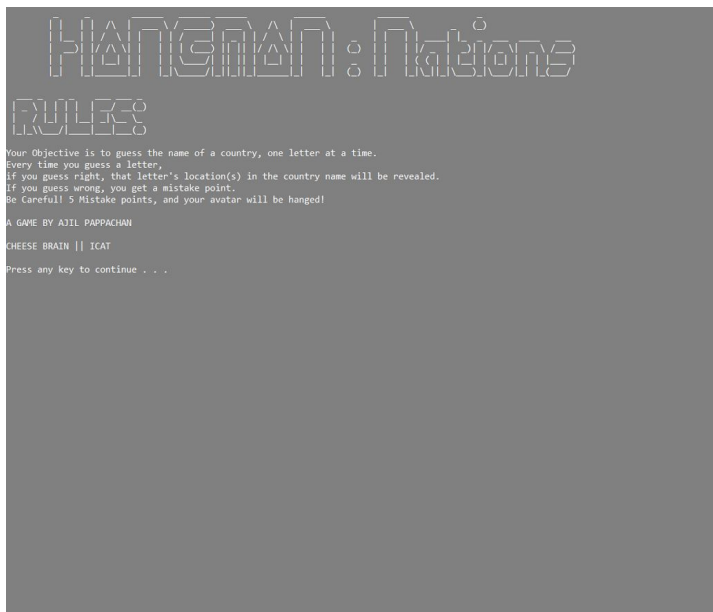 HANGMAN: Nations
RULES:
Your Objective is to guess the name of a country, one letter at a time.
Every time you guess a letter,
if you guess right, that letter's location(s) in the country name will be revealed.
If you guess wrong, you get a mistake point.
Be Careful! 5 Mistake points, and your avatar will be hanged!
A GAME BY AJIL PAPPACHAN
CHEESE BRAIN || ICAT
Press any key to continue . . .